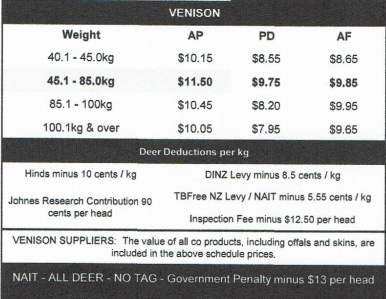 VENISON
Weight AP PD AF
40.1 - 45.0kg $10.15 $8.55 $8.65
45.1 - 85.0kg $11.50 $9.75 $9.85
85.1 - 100kg $10.45 $8.20 $9.95
100.1kg & over $10.05 $7.95 $9.65
Deer Deductions per kg
Hinds minus 10 cents / kg
DINZ Levy minus 8.5 cents / kg
Johnes Research Contribution 90
cents per head
TBFree NZ Levy / NAIT minus 5.55 cents / kg
Inspection Fee minus $12.50 per head
VENISON SUPPLIERS: The value of all co products, including offals and skins, are
included in the above schedule prices.
NAIT - ALL DEER - NO TAG - Government Penalty minus $13 per head